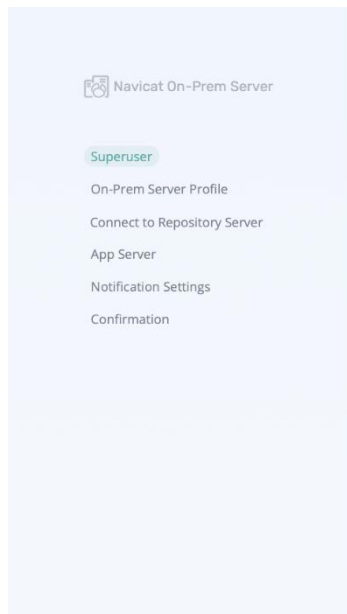 Navicat On-Prem Server
Superuser
On-Prem Server Profile
Connect to Repository Server
App Server
Notification Settings
Confirmation